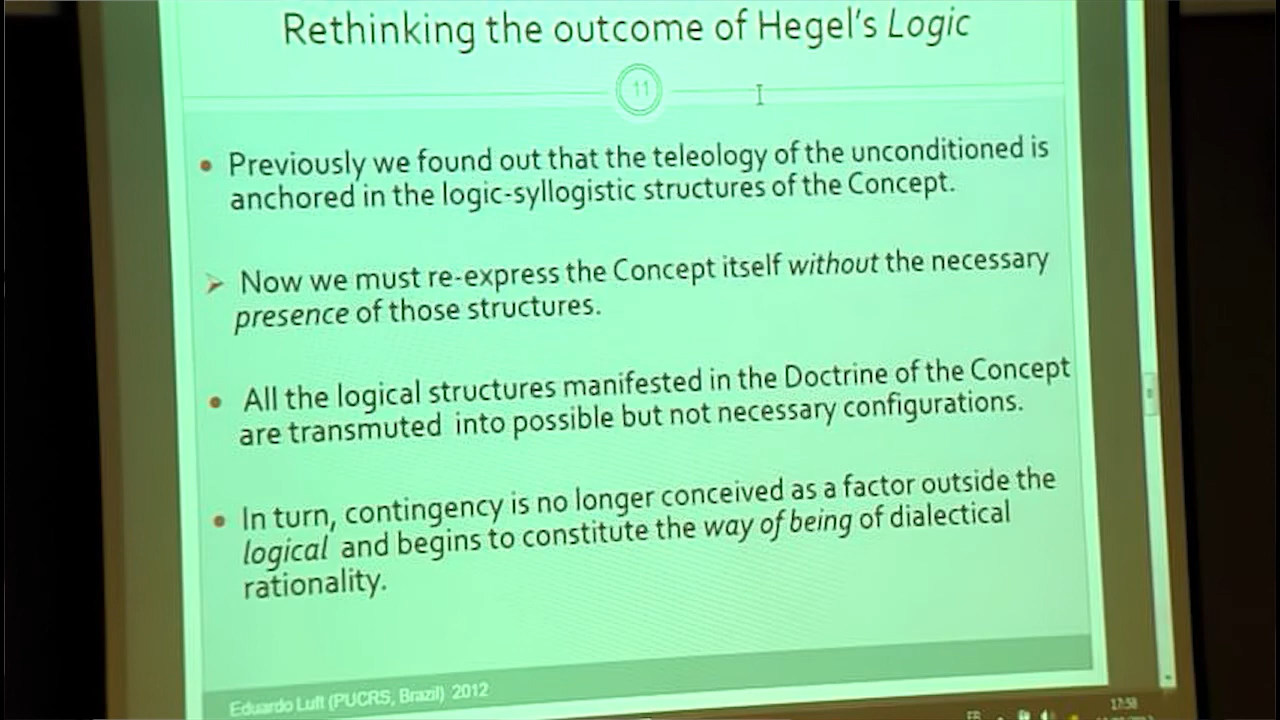 Rethinking the outcome of Hegel's Logic
11
• Previously we found out that the teleology of the unconditioned is
anchored in the logic-syllogistic structures of the Concept.
➢ Now we must re-express the Concept itself without the necessary
presence of those structures.
• All the logical structures manifested in the Doctrine of the Concept
are transmuted into possible but not necessary configurations.
• In turn, contingency is no longer conceived as a factor outside the
logical and begins to constitute the way of being of dialectical
rationality.
Eduardo Luft (PUCRS, Brazil) 2012
FR
17:58